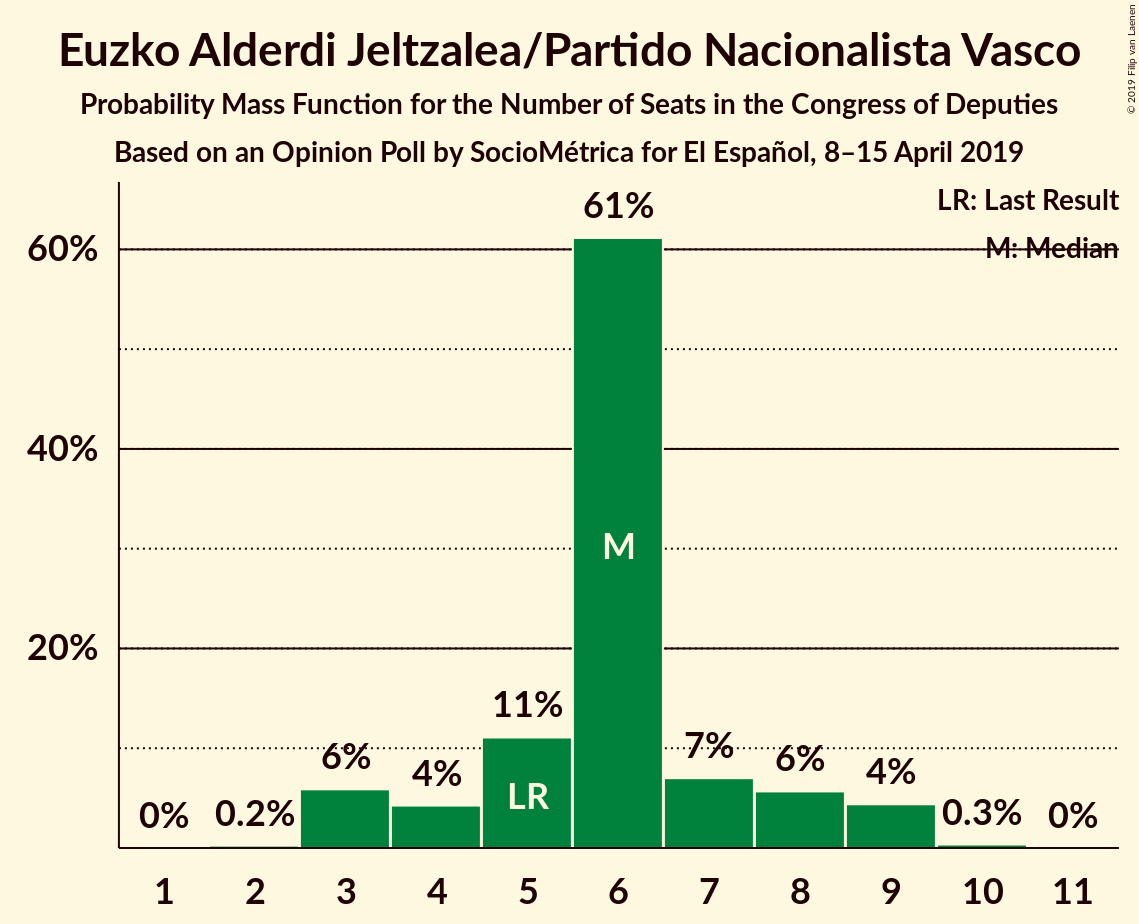 Euzko Alderdi Jeltzalea/Partido Nacionalista Vasco
Probability Mass Function for the Number of Seats in the Congress of Deputies
Based on an Opinion Poll by SocioMétrica for El Español, 8–15 April 2019
© 2019 Filip van Laenen
LR: Last Result
M: Median
60%
40%
20%
0%
0.2%
6%
4%
11%
61%
7%
6%
4%
0.3%
0%
LR
M
1 2 3 4 5 6 7 8 9 10 11